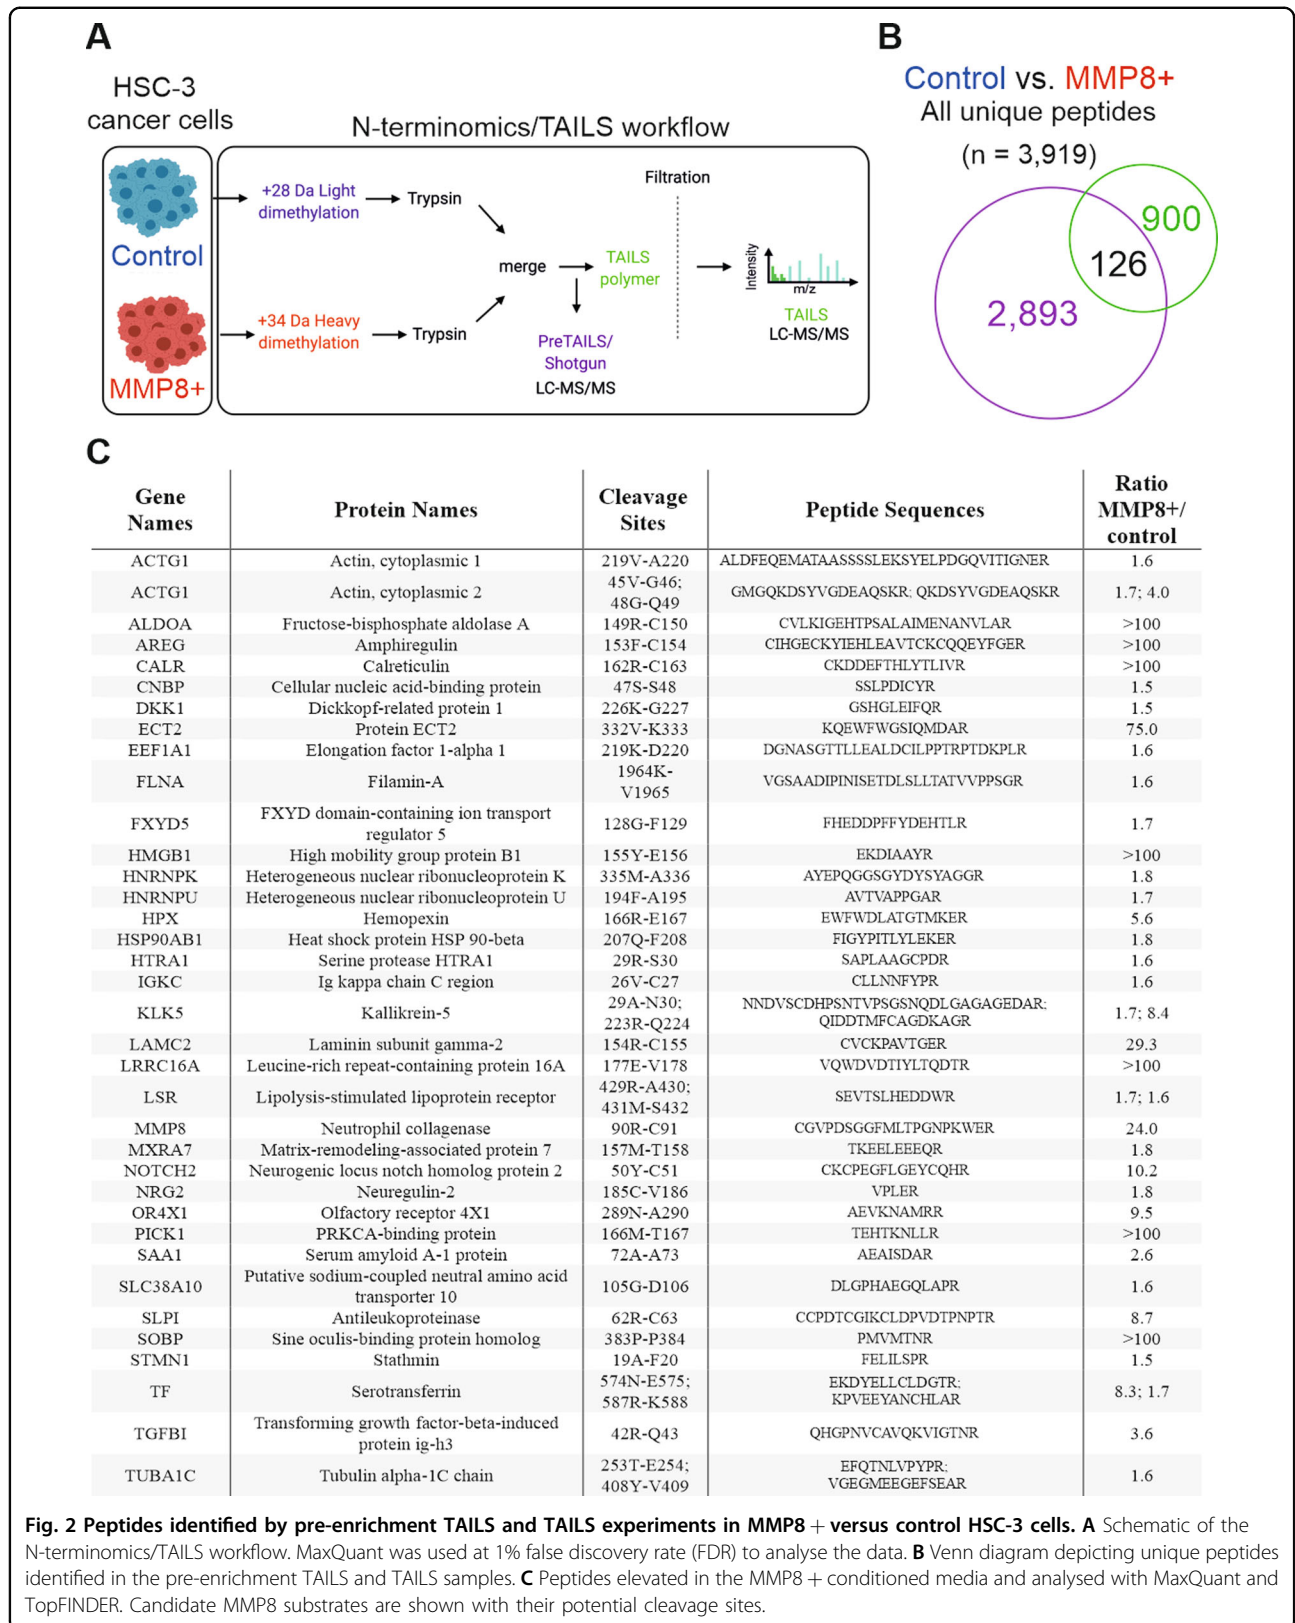 A
HSC-3
cancer cells
N-terminomics/TAILS workflow
Control
MMP8+
+28 Da Light
dimethylation
Trypsin
+34 Da Heavy
dimethylation
Trypsin
merge
TAILS
polymer
PreTAILS/
Shotgun
LC-MS/MS
Filtration
Intensity
m/z
TAILS
LC-MS/MS
B
Control vs. MMP8+
All unique peptides
(n = 3,919)
900
126
2,893
C
Gene Names Protein Names Cleavage Sites Peptide Sequences Ratio MMP8+/ control
ACTG1 Actin, cytoplasmic 1 219V-A220 ALDFEQEMATAASSSSLEKSYELPDGQVITIGNER 1.6
ACTG1 Actin, cytoplasmic 2 45V-G46; 48G-Q49 GMGQKDSYVGDEAQSKR; QKDSYVGDEAQSKR 1.7; 4.0
ALDOA Fructose-bisphosphate aldolase A 149R-C150 CVLKIGEHTPSALAIMENANVLAR >100
AREG Amphiregulin 153F-C154 CIHGECKYIEHLEAVTCKCQQEYFGER >100
CALR Calreticulin 162R-C163 CKDDEFTHLYTLIVR >100
CNBP Cellular nucleic acid-binding protein 47S-S48 SSLPDICYR 1.5
DKK1 Dickkopf-related protein 1 226K-G227 GSHGLEIFQR 1.5
ECT2 Protein ECT2 332V-K333 KQEWFWGSIQMDAR 75.0
EEF1A1 Elongation factor 1-alpha 1 219K-D220 DGNASGTTLLEALDCILPPTRPTDKPLR 1.6
FLNA Filamin-A 1964K-V1965 VGSAADIPINISETDLSLLTATVVPPSGR 1.6
FXYD5 FXYD domain-containing ion transport regulator 5 128G-F129 FHEDDPFFYDEHTLR 1.7
HMGB1 High mobility group protein B1 155Y-E156 EKDIAAYR >100
HNRNPK Heterogeneous nuclear ribonucleoprotein K 335M-A336 AYEPQGGSGYDYSYAGGR 1.8
HNRNPU Heterogeneous nuclear ribonucleoprotein U 194F-A195 AVTVAPPGAR 1.7
HPX Hemopexin 166R-E167 EWFWDLATGTMKER 5.6
HSP90AB1 Heat shock protein HSP 90-beta 207Q-F208 FIGYPITLYLEKER 1.8
HTRA1 Serine protease HTRA1 29R-S30 SAPLAAGCPDR 1.6
IGKC Ig kappa chain C region 26V-C27 CLLNNFYPR 1.6
KLK5 Kallikrein-5 29A-N30; 223R-Q224 NNDVSCDHPSNTVPSGSNQDLGAGAGEDAR; QIDDTMFCAGDKAGR 1.7; 8.4
LAMC2 Laminin subunit gamma-2 154R-C155 CVCKPAVTGER 29.3
LRRC16A Leucine-rich repeat-containing protein 16A 177E-V178 VQWDVDTIYLTQDTR >100
LSR Lipolysis-stimulated lipoprotein receptor 429R-A430; 431M-S432 SEVTSLHEDDWR 1.7; 1.6
MMP8 Neutrophil collagenase 90R-C91 CGVPDSGGFMLTPGNPKWER 24.0
MXRA7 Matrix-remodeling-associated protein 7 157M-T158 TKEELEEEQR 1.8
NOTCH2 Neurogenic locus notch homolog protein 2 50Y-C51 CKCPEGFLGEYCQHR 10.2
NRG2 Neuregulin-2 185C-V186 VPLER 1.8
OR4X1 Olfactory receptor 4X1 289N-A290 AEVKNAMRR 9.5
PICK1 PRKCA-binding protein 166M-T167 TEHTKNLLR >100
SAA1 Serum amyloid A-1 protein 72A-A73 AEAISDAR 2.6
SLC38A10 Putative sodium-coupled neutral amino acid transporter 10 105G-D106 DLGPHAEGQLAPR 1.6
SLPI Antileukoproteinase 62R-C63 CCPDTCGIKCLDPVDTPNPTR 8.7
SOBP Sine oculis-binding protein homolog 383P-P384 PMVMTNR >100
STMN1 Stathmin 19A-F20 FELILSPR 1.5
TF Serotransferrin 574N-E575; 587R-K588 EKDYELLCLDGTR; KPVEEYANCHLAR 8.3; 1.7
TGFBI Transforming growth factor-beta-induced protein ig-h3 42R-Q43 QHGPNVCAVQKVIGTNR 3.6
TUBA1C Tubulin alpha-1C chain 253T-E254; 408Y-V409 EFQTNLVPYPR; VGEGMEEGEFSEAR 1.6
Fig. 2 Peptides identified by pre-enrichment TAILS and TAILS experiments in MMP8 + versus control HSC-3 cells. A Schematic of the
N-terminomics/TAILS workflow. MaxQuant was used at 1% false discovery rate (FDR) to analyse the data. B Venn diagram depicting unique peptides
identified in the pre-enrichment TAILS and TAILS samples. C Peptides elevated in the MMP8 + conditioned media and analysed with MaxQuant and
TopFINDER. Candidate MMP8 substrates are shown with their potential cleavage sites.